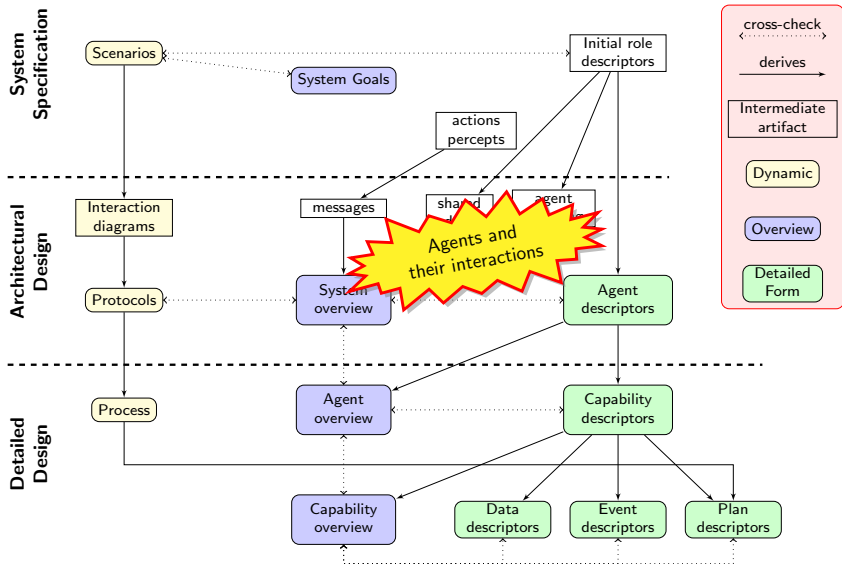 System
Specification
Scenarios
System Goals
Initial role
descriptors
actions
percepts
Architectural
Design
Interaction
diagrams
messages
shared
agent
Agents and
their interactions
Protocols
System
overview
Agent
descriptors
Detailed
Design
Process
Agent
overview
Capability
descriptors
Capability
overview
Data
descriptors
Event
descriptors
Plan
descriptors
cross-check
derives
Intermediate
artifact
Dynamic
Overview
Detailed
Form